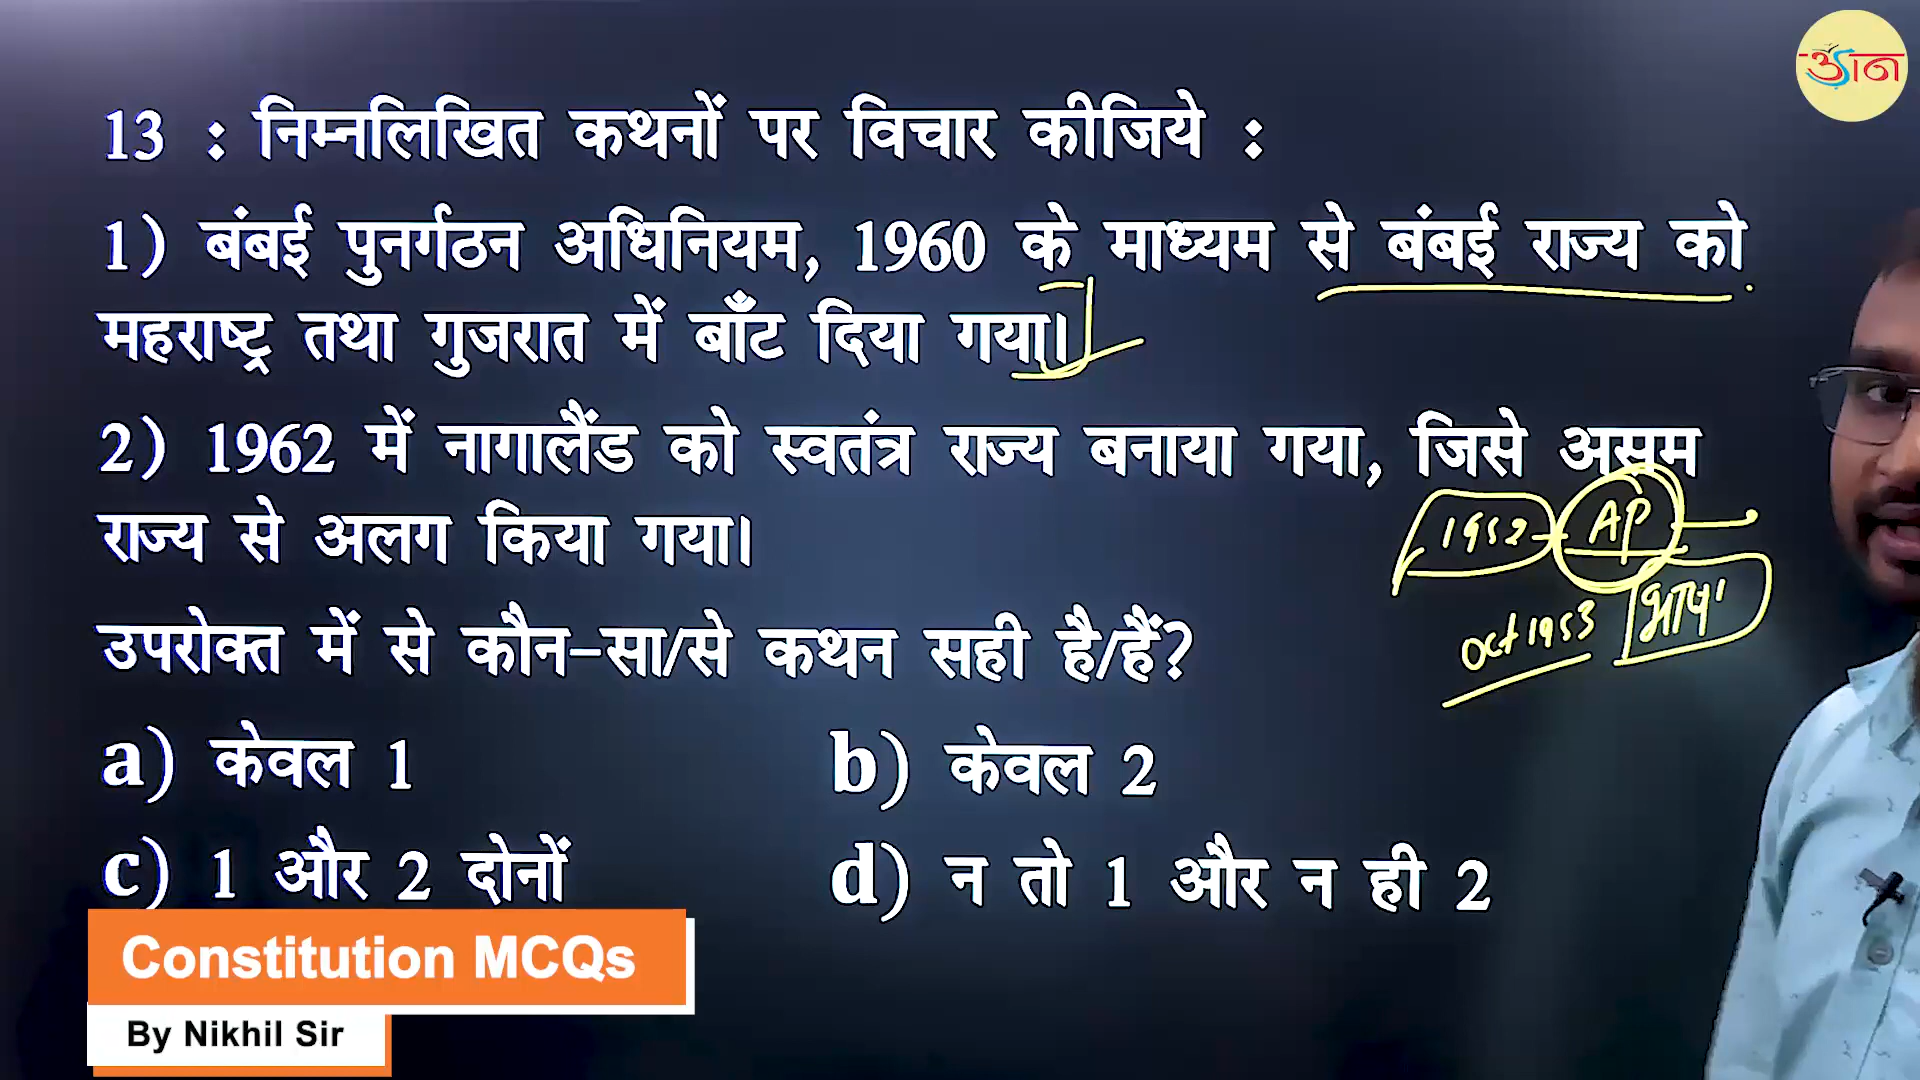 उड़ान
13 : निम्नलिखित कथनों पर विचार कीजिये :
1) बंबई पुनर्गठन अधिनियम, 1960 के माध्यम से बंबई राज्य को
महराष्ट्र तथा गुजरात में बाँट दिया गया।
2) 1962 में नागालैंड को स्वतंत्र राज्य बनाया गया, जिसे असम
राज्य से अलग किया गया।
1953 AP
Oct 1953 भाषा
उपरोक्त में से कौन-सा/से कथन सही है/हैं?
a) केवल 1 b) केवल 2
c) 1 और 2 दोनों d) न तो 1 और न ही 2
Constitution MCQs
By Nikhil Sir